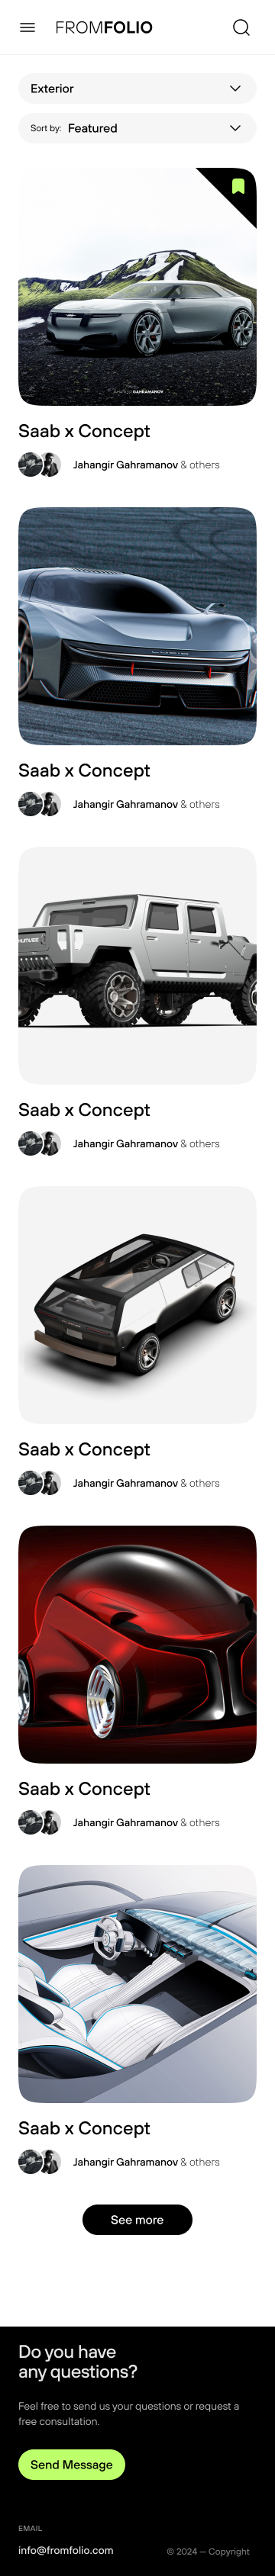 FROMFOLIO
Exterior
Sort by: Featured
Saab x Concept
Jahangir Gahramanov & others
Saab x Concept
Jahangir Gahramanov & others
Saab x Concept
Jahangir Gahramanov & others
Saab x Concept
Jahangir Gahramanov & others
Saab x Concept
Jahangir Gahramanov & others
Saab x Concept
Jahangir Gahramanov & others
See more
Do you have
any questions?
Feel free to send us your questions or request a
free consultation.
Send Message
EMAIL
info@fromfolio.com
© 2024 — Copyright